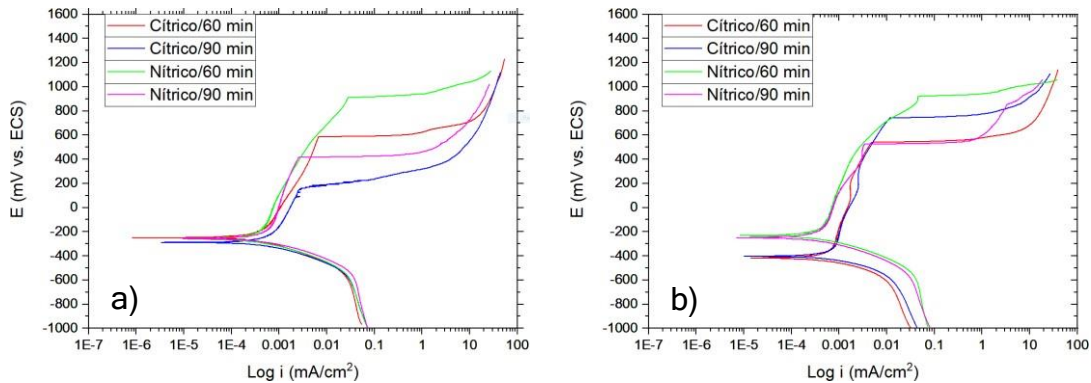 1600
1400
1200
1000
800
600
400
200
0
-200
-400
-600
-800
-1000
E (mV vs. ECS)
Cítrico/60 min
Cítrico/90 min
Nítrico/60 min
Nítrico/90 min
a)
1E-7 1E-6 1E-5 1E-4 0.001 0.01 0.1 1 10 100
Log i (mA/cm²)
1600
1400
1200
1000
800
600
400
200
0
-200
-400
-600
-800
-1000
E (mV vs. ECS)
Cítrico/60 min
Cítrico/90 min
Nítrico/60 min
Nítrico/90 min
b)
1E-7 1E-6 1E-5 1E-4 0.001 0.01 0.1 1 10 100
Log i (mA/cm²)